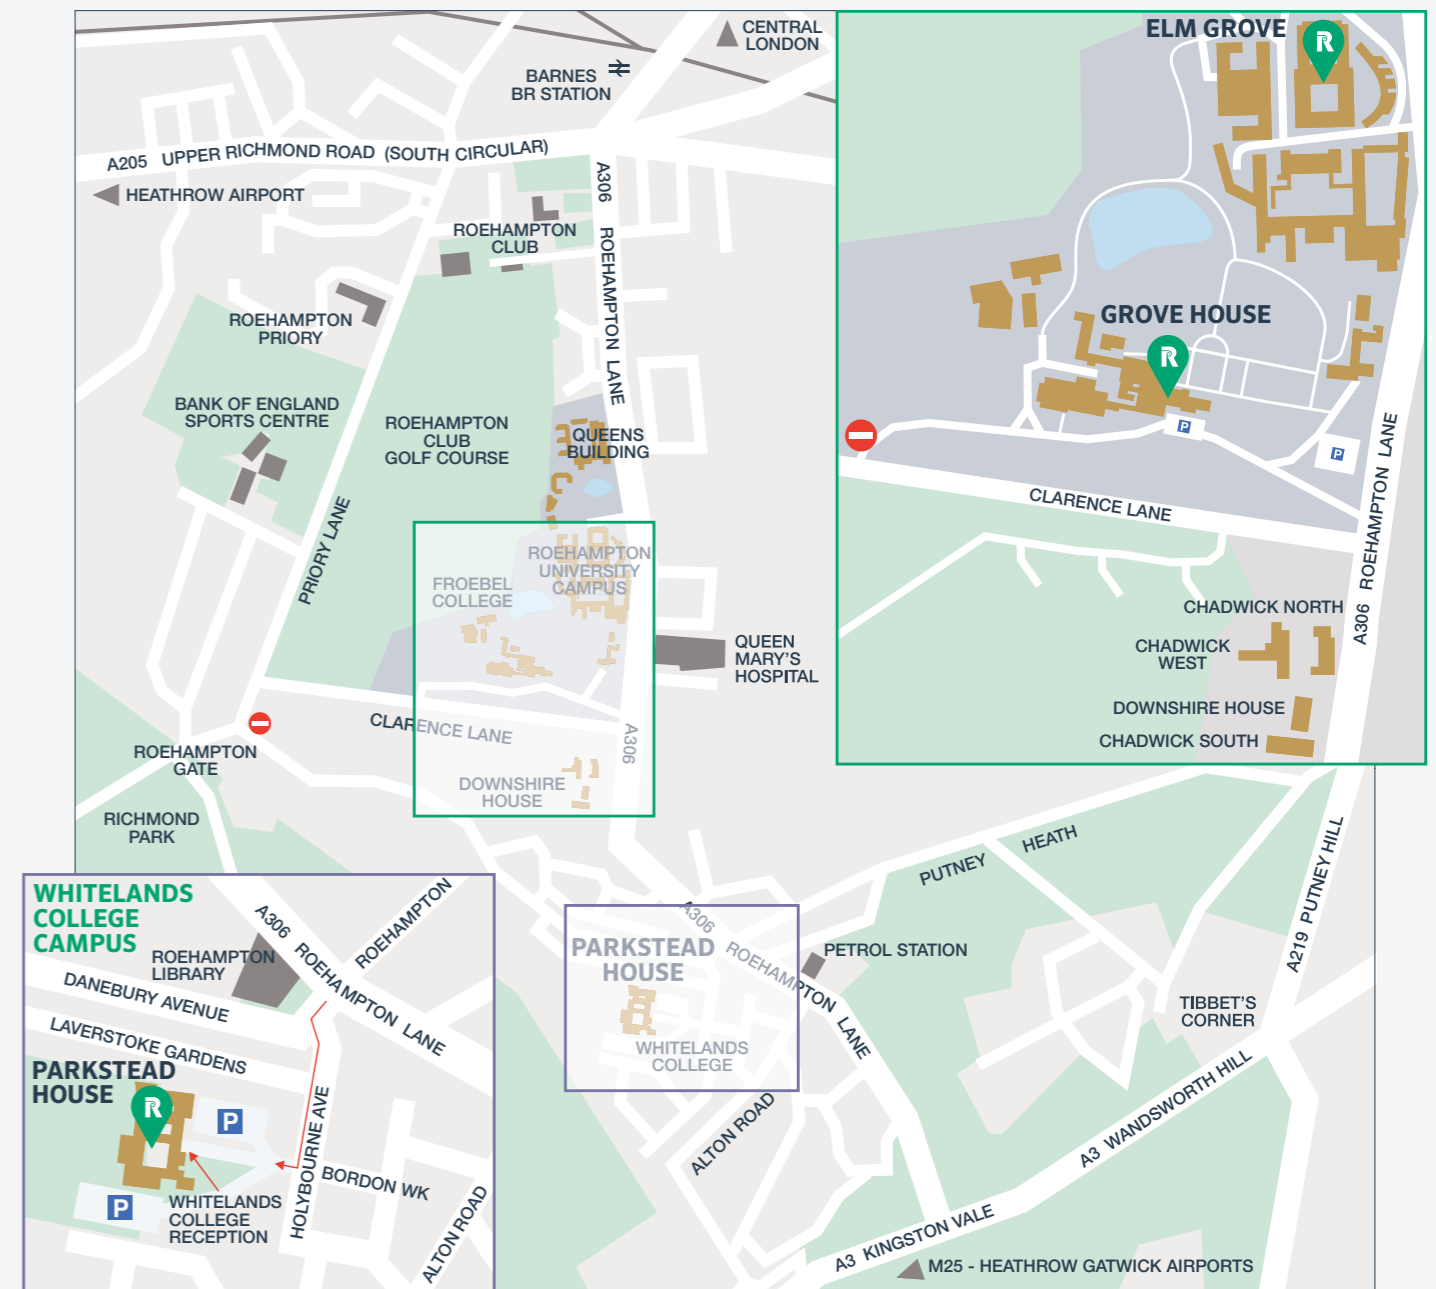 CENTRAL
LONDON
BARNES
BR STATION
A205 UPPER RICHMOND ROAD (SOUTH CIRCULAR)
HEATHROW AIRPORT
A306 ROEHAMPTON LANE
ROEHAMPTON
CLUB
ROEHAMPTON
PRIORY
BANK OF ENGLAND
SPORTS CENTRE
ROEHAMPTON
CLUB
GOLF COURSE
QUEENS
BUILDING
PRIORY LANE
ROEHAMPTON
UNIVERSITY
CAMPUS
FROEBEL
COLLEGE
QUEEN
MARY'S
HOSPITAL
CLARENCE LANE
A306
ROEHAMPTON
GATE
DOWNSHIRE
HOUSE
RICHMOND
PARK
ELM GROVE
R
GROVE HOUSE
R
P
P
CLARENCE LANE
A306 ROEHAMPTON LANE
CHADWICK NORTH
CHADWICK
WEST
DOWNSHIRE HOUSE
CHADWICK SOUTH
PUTNEY HEATH
A219 PUTNEY HILL
A306 ROEHAMPTON LANE
PARKSTEAD
HOUSE
PETROL STATION
WHITELANDS
COLLEGE
TIBBET'S
CORNER
ALTON ROAD
A3 WANDSWORTH HILL
A3 KINGSTON VALE
M25 - HEATHROW GATWICK AIRPORTS
WHITELANDS
COLLEGE
CAMPUS
A306 ROEHAMPTON LANE
ROEHAMPTON
ROEHAMPTON
LIBRARY
DANEBURY AVENUE
LAVERSTOKE GARDENS
PARKSTEAD
HOUSE
R
P
HOLYBOURNE AVE
BORDON WK
P
WHITELANDS
COLLEGE
RECEPTION
ALTON ROAD